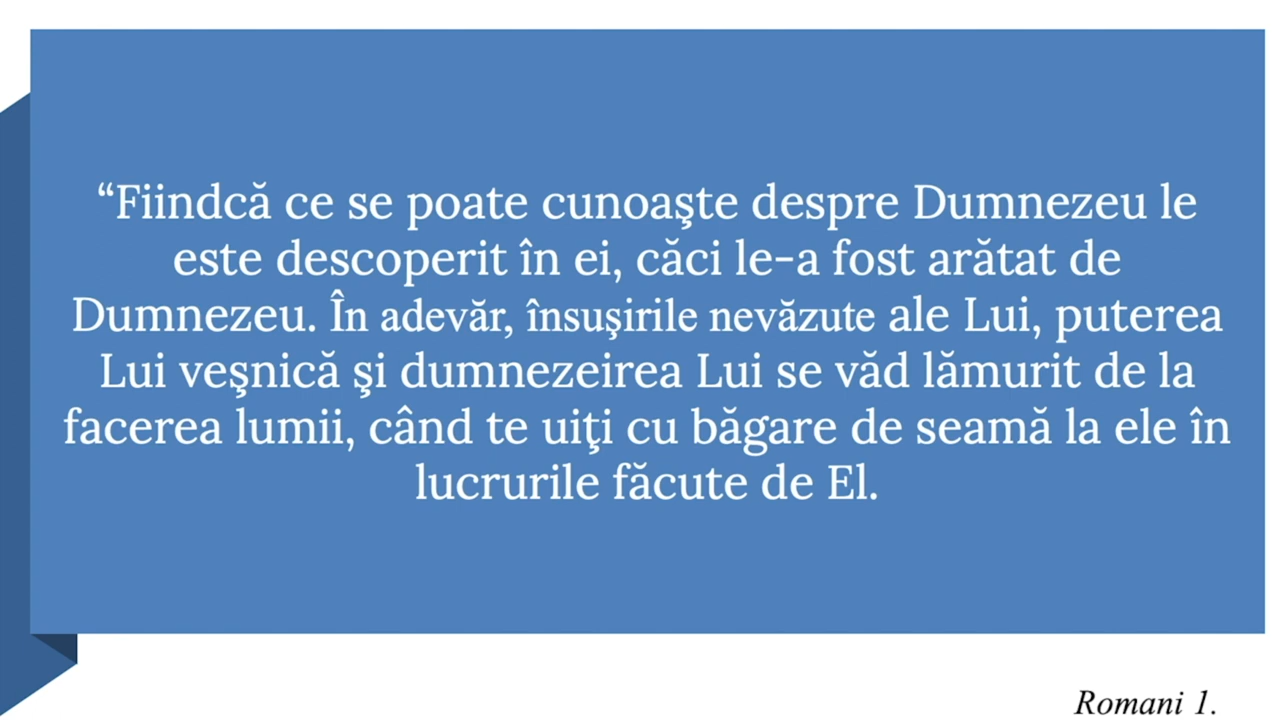 “Fiindcă ce se poate cunoaşte despre Dumnezeu le
este descoperit în ei, căci le-a fost arătat de
Dumnezeu. În adevăr, însuşirile nevăzute ale Lui, puterea
Lui veşnică şi dumnezeirea Lui se văd lămurit de la
facerea lumii, când te uiţi cu băgare de seamă la ele în
lucrurile făcute de El.
Romani 1.